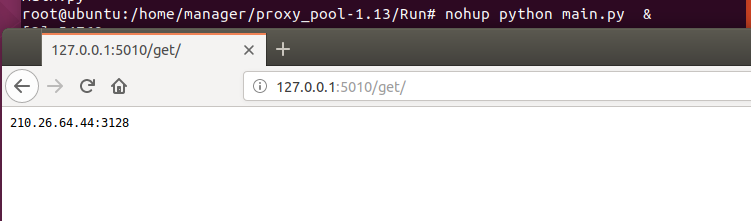 root@ubuntu:/home/manager/proxy_pool-1.13/Run# nohup python main.py  &
127.0.0.1:5010/get/
127.0.0.1:5010/get/
210.26.64.44:3128